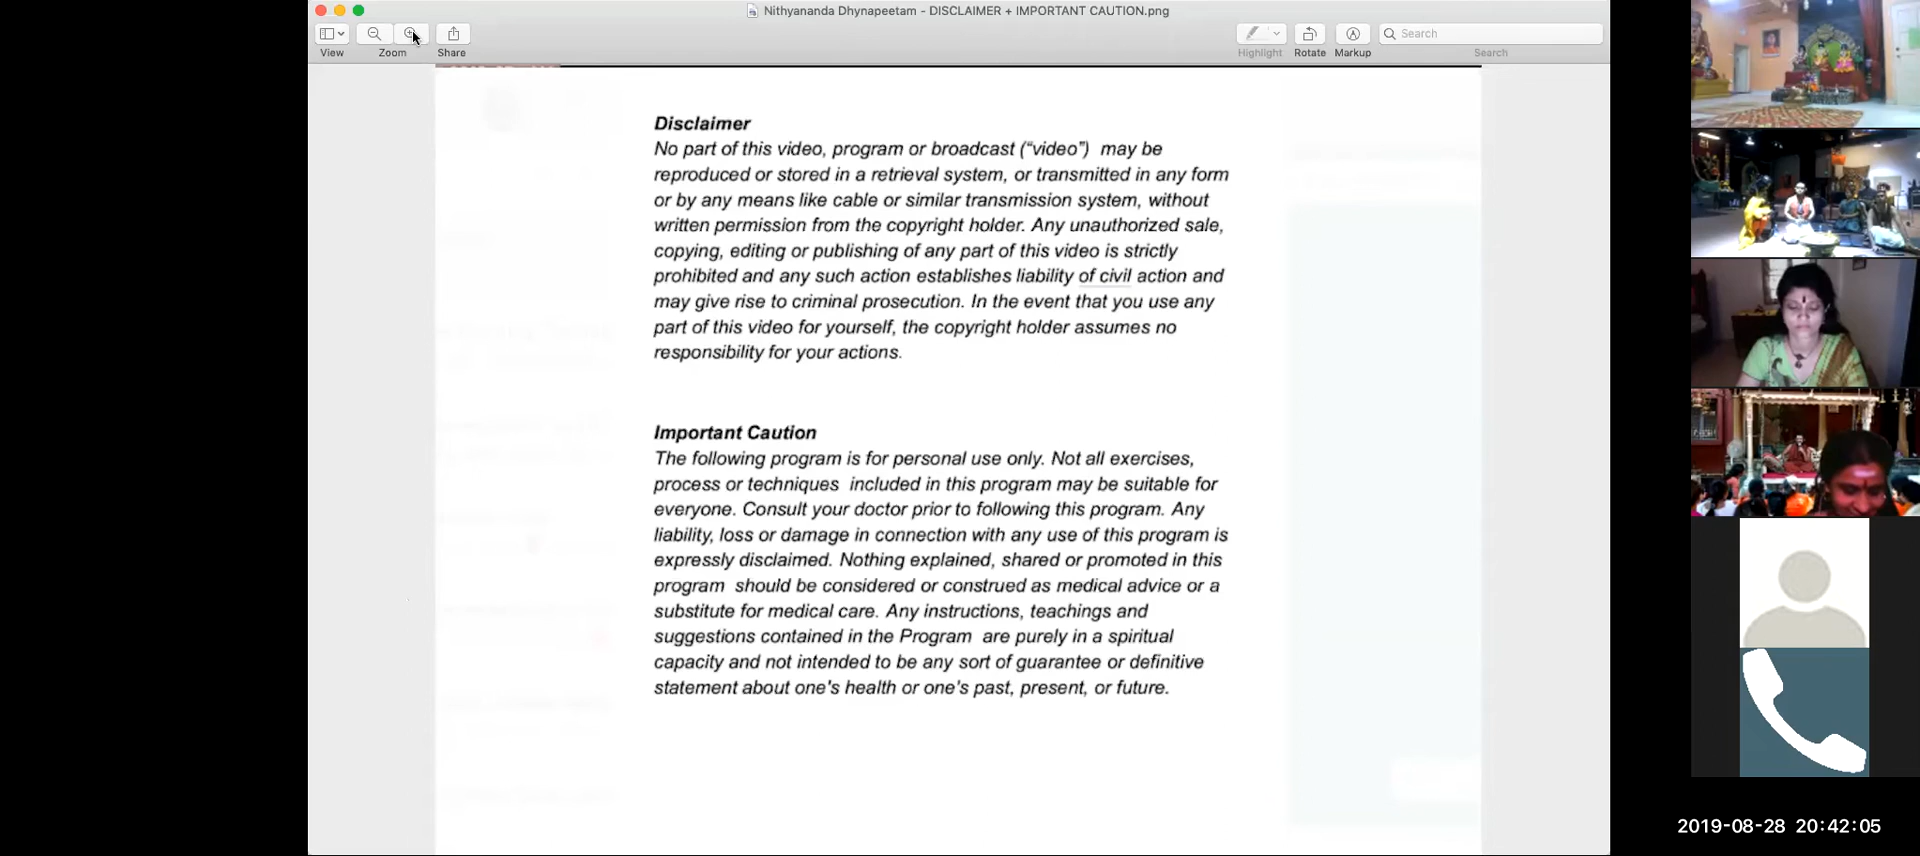 Nithyananda Dhynapeetam - DISCLAIMER + IMPORTANT CAUTION.png
View
Zoom
Share
Highlight
Rotate
Markup
Search
Search
Disclaimer
No part of this video, program or broadcast (“video”)  may be
reproduced or stored in a retrieval system, or transmitted in any form
or by any means like cable or similar transmission system, without
written permission from the copyright holder. Any unauthorized sale,
copying, editing or publishing of any part of this video is strictly
prohibited and any such action establishes liability of civil action and
may give rise to criminal prosecution. In the event that you use any
part of this video for yourself, the copyright holder assumes no
responsibility for your actions.
Important Caution
The following program is for personal use only. Not all exercises,
process or techniques  included in this program may be suitable for
everyone. Consult your doctor prior to following this program. Any
liability, loss or damage in connection with any use of this program is
expressly disclaimed. Nothing explained, shared or promoted in this
program  should be considered or construed as medical advice or a
substitute for medical care. Any instructions, teachings and
suggestions contained in the Program  are purely in a spiritual
capacity and not intended to be any sort of guarantee or definitive
statement about one's health or one's past, present, or future.
2019-08-28 20:42:05